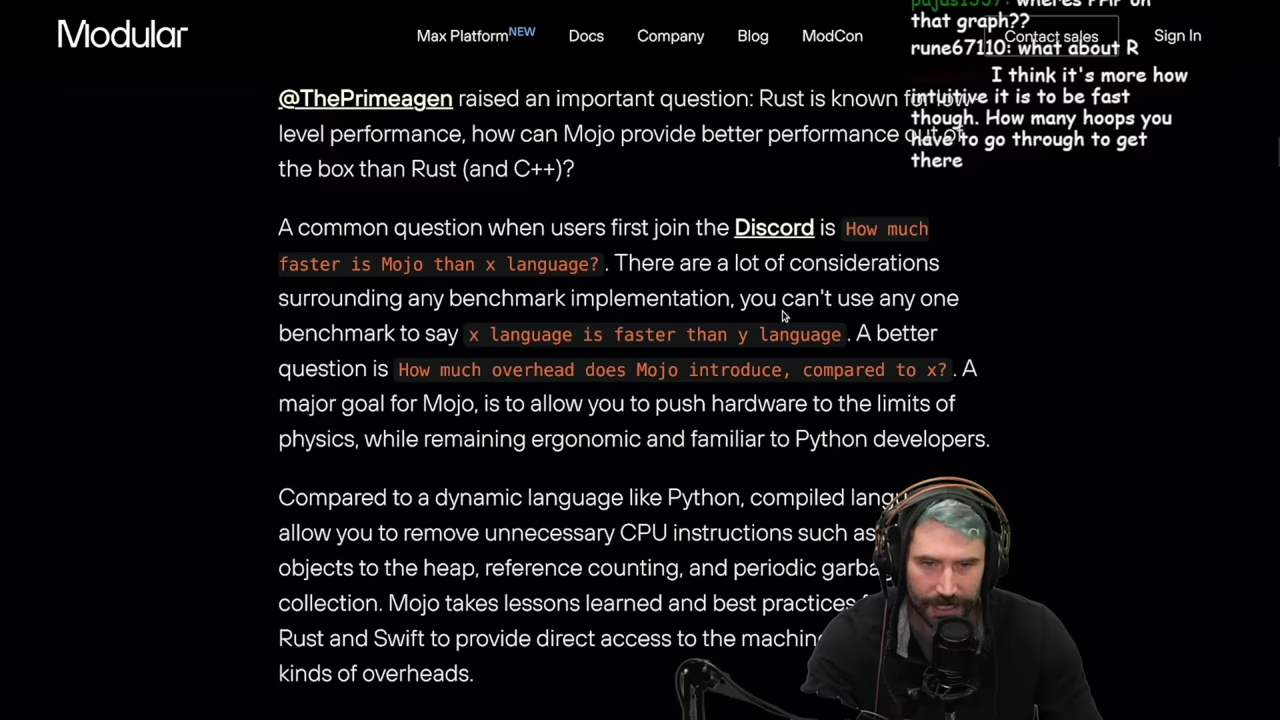 Modular
Max Platform NEW
Docs
Company
Blog
ModCon
Contact sales
Sign In
that graph??
rune67110: what about R
I think it's more how
intuitive it is to be fast
though. How many hoops you
have to go through to get
there
@ThePrimeagen raised an important question: Rust is known for low-
level performance, how can Mojo provide better performance out of
the box than Rust (and C++)?
A common question when users first join the Discord is How much
faster is Mojo than x language?. There are a lot of considerations
surrounding any benchmark implementation, you can't use any one
benchmark to say x language is faster than y language. A better
question is How much overhead does Mojo introduce, compared to x?. A
major goal for Mojo, is to allow you to push hardware to the limits of
physics, while remaining ergonomic and familiar to Python developers.
Compared to a dynamic language like Python, compiled
allow you to remove unnecessary CPU instructions such as
objects to the heap, reference counting, and periodic
collection. Mojo takes lessons learned and best practices
Rust and Swift to provide direct access to the
kinds of overheads.